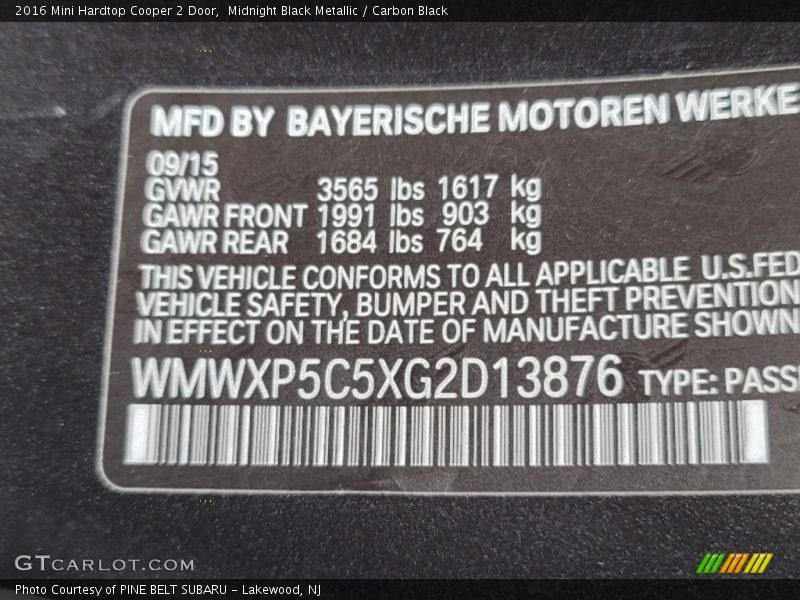 2016 Mini Hardtop Cooper 2 Door,  Midnight Black Metallic / Carbon Black
MFD BY BAYERISCHE MOTOREN WERKE
09/15
GVWR 3565 lbs 1617 kg
GAWR FRONT 1991 lbs 903 kg
GAWR REAR 1684 lbs 764 kg
THIS VEHICLE CONFORMS TO ALL APPLICABLE U.S.FED
VEHICLE SAFETY, BUMPER AND THEFT PREVENTION
IN EFFECT ON THE DATE OF MANUFACTURE SHOWN
WMWXP5C5XG2D13876 TYPE: PASS
GTCARLOT.COM
Photo Courtesy of PINE BELT SUBARU - Lakewood, NJ